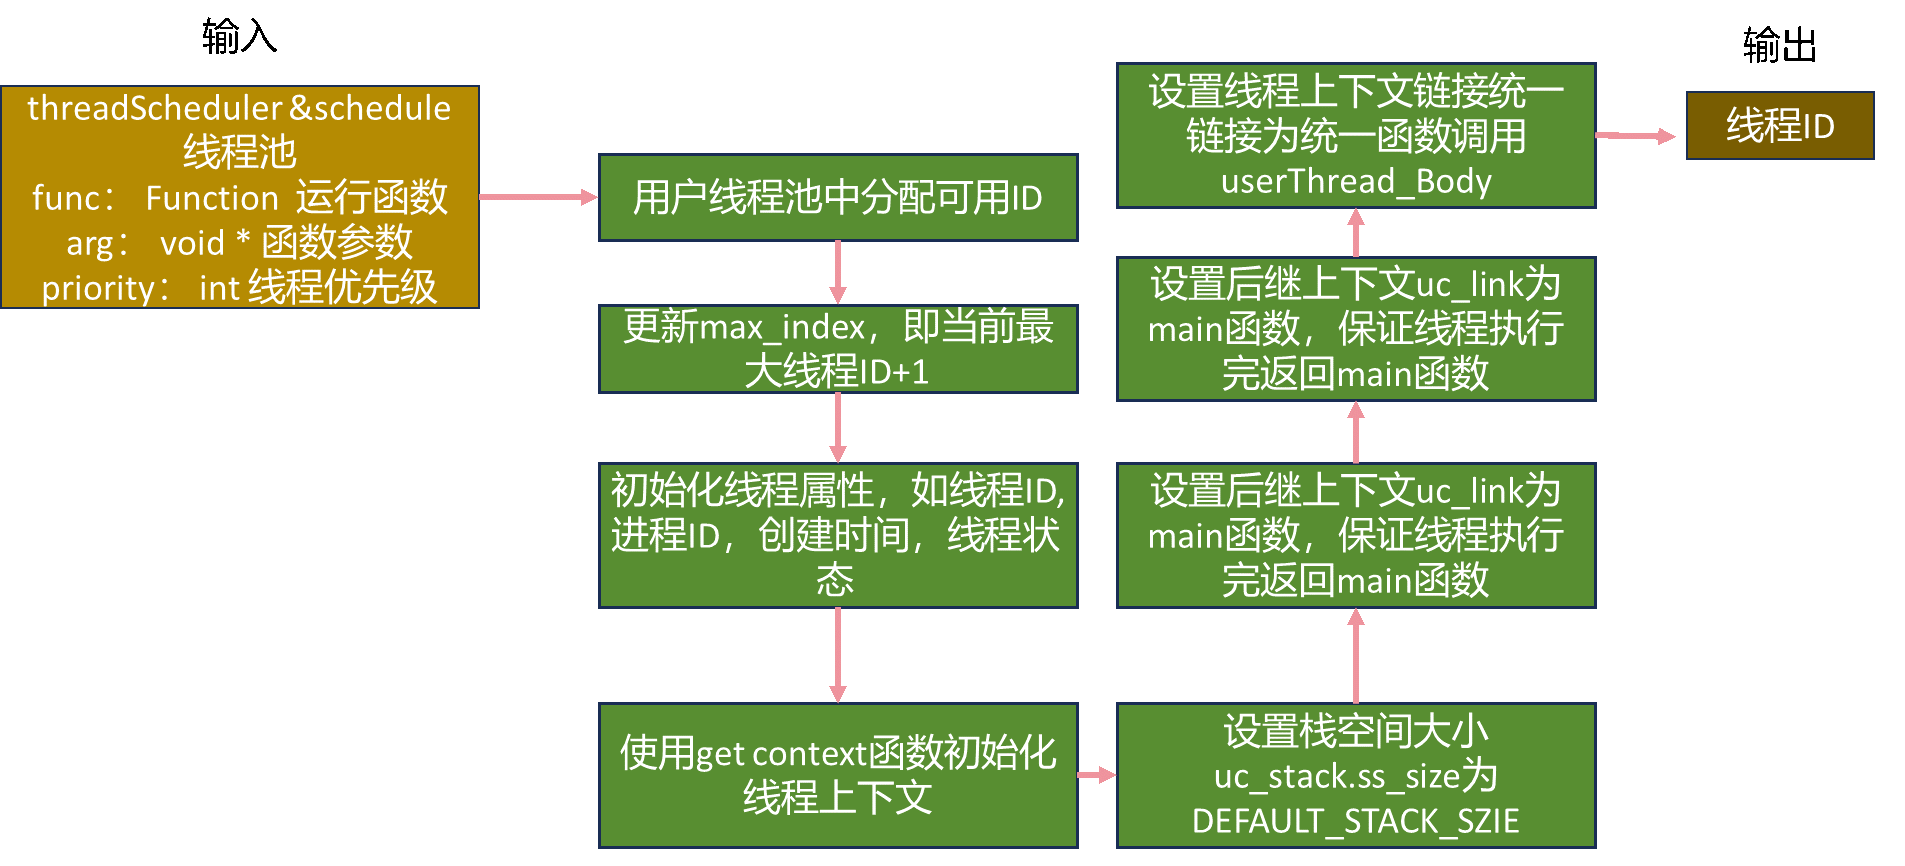 输入
threadScheduler &schedule
线程池
func： Function 运行函数
arg： void * 函数参数
priority： int 线程优先级
用户线程池中分配可用ID
更新max_index，即当前最
大线程ID+1
初始化线程属性，如线程ID,
进程ID，创建时间，线程状
态
使用get context函数初始化
线程上下文
设置栈空间大小
uc_stack.ss_size为
DEFAULT_STACK_SZIE
设置后继上下文uc_link为
main函数，保证线程执行
完返回main函数
设置后继上下文uc_link为
main函数，保证线程执行
完返回main函数
设置线程上下文链接统一
链接为统一函数调用
userThread_Body
输出
线程ID